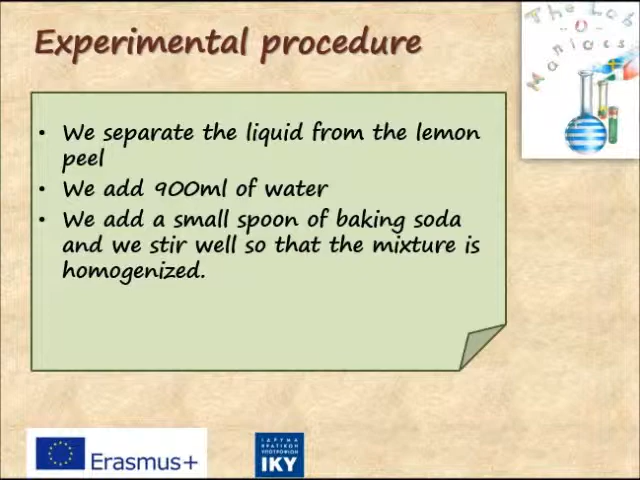 Experimental procedure
The Lab
-O-
Maniacs
• We separate the liquid from the lemon
peel
• We add 900ml of water
• We add a small spoon of baking soda
and we stir well so that the mixture is
homogenized.
Erasmus+
ΙΔΡΥΜΑ
ΚΡΑΤΙΚΩΝ
ΥΠΟΤΡΟΦΙΩΝ
ΙΚΥ